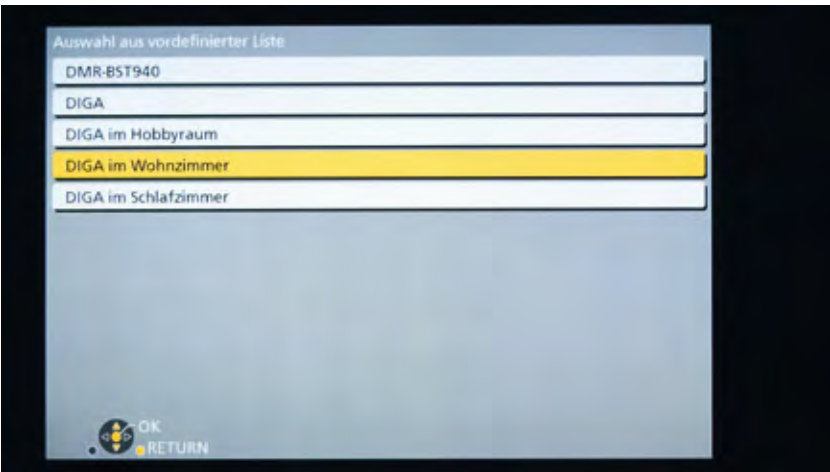 Auswahl aus vordefinierter Liste
DMR-BST940
DIGA
DIGA im Hobbyraum
DIGA im Wohnzimmer
DIGA im Schlafzimmer
OK
RETURN